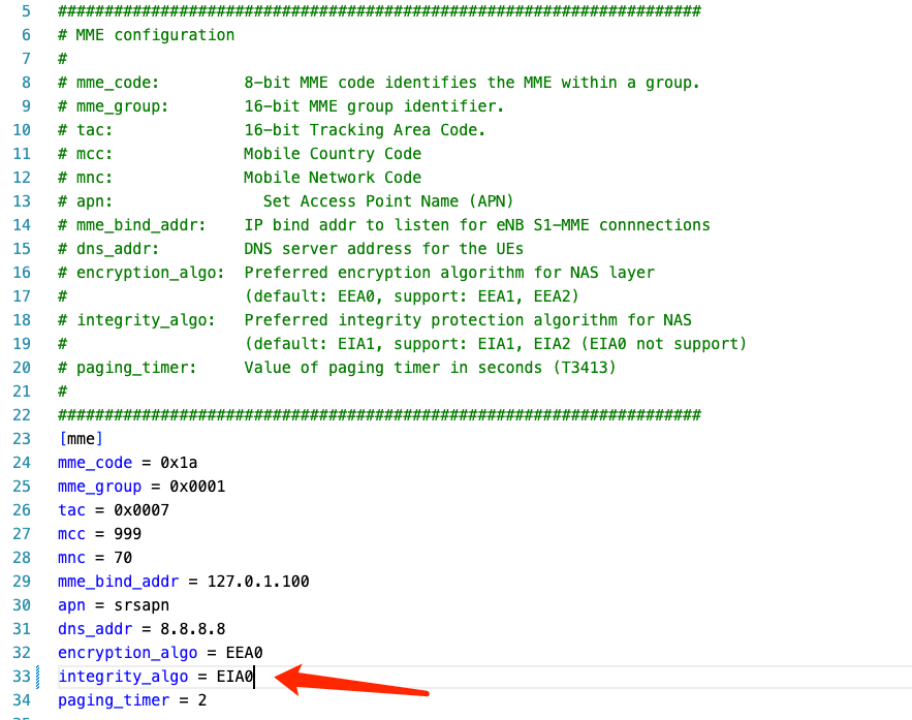 5 #####################################################################
6 # MME configuration
7 #
8 # mme_code: 8-bit MME code identifies the MME within a group.
9 # mme_group: 16-bit MME group identifier.
10 # tac: 16-bit Tracking Area Code.
11 # mcc: Mobile Country Code
12 # mnc: Mobile Network Code
13 # apn: Set Access Point Name (APN)
14 # mme_bind_addr: IP bind addr to listen for eNB S1-MME connnections
15 # dns_addr: DNS server address for the UEs
16 # encryption_algo: Preferred encryption algorithm for NAS layer
17 # (default: EEA0, support: EEA1, EEA2)
18 # integrity_algo: Preferred integrity protection algorithm for NAS
19 # (default: EIA1, support: EIA1, EIA2 (EIA0 not support)
20 # paging_timer: Value of paging timer in seconds (T3413)
21 #
22 #####################################################################
23 [mme]
24 mme_code = 0x1a
25 mme_group = 0x0001
26 tac = 0x0007
27 mcc = 999
28 mnc = 70
29 mme_bind_addr = 127.0.1.100
30 apn = srsapn
31 dns_addr = 8.8.8.8
32 encryption_algo = EEA0
33 integrity_algo = EIA0
34 paging_timer = 2